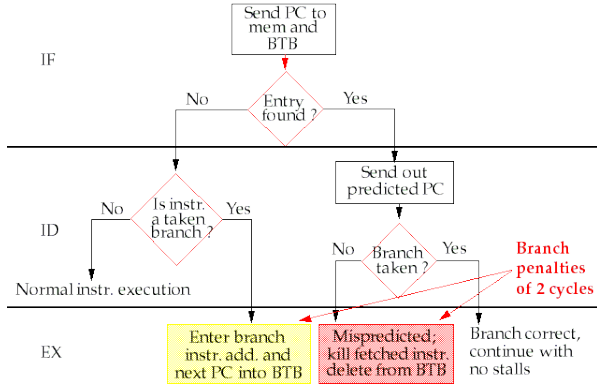 Send PC to
mem and
BTB
IF
No
Entry
found ?
Yes
Send out
predicted PC
ID
No
Is instr.
a taken
branch ?
Yes
No
Branch
taken ?
Yes
Branch
penalties
of 2 cycles
Normal instr. execution
EX
Enter branch
instr. add. and
next PC into BTB
Mispredicted;
kill fetched instr.
delete from BTB
Branch correct,
continue with
no stalls